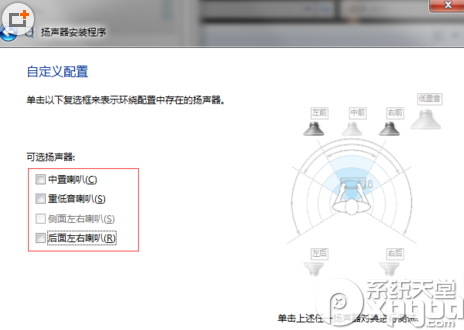 扬声器安装程序
自定义配置
单击以下复选框来表示环绕配置中存在的扬声器。
低重音
左前 中前 右前
可选扬声器:
中置喇叭(C)
重低音喇叭(S)
侧面左右喇叭(S)
后面左右喇叭(R)
左后 右后
系统天堂
单击上述任一扬声器对其进行测试。